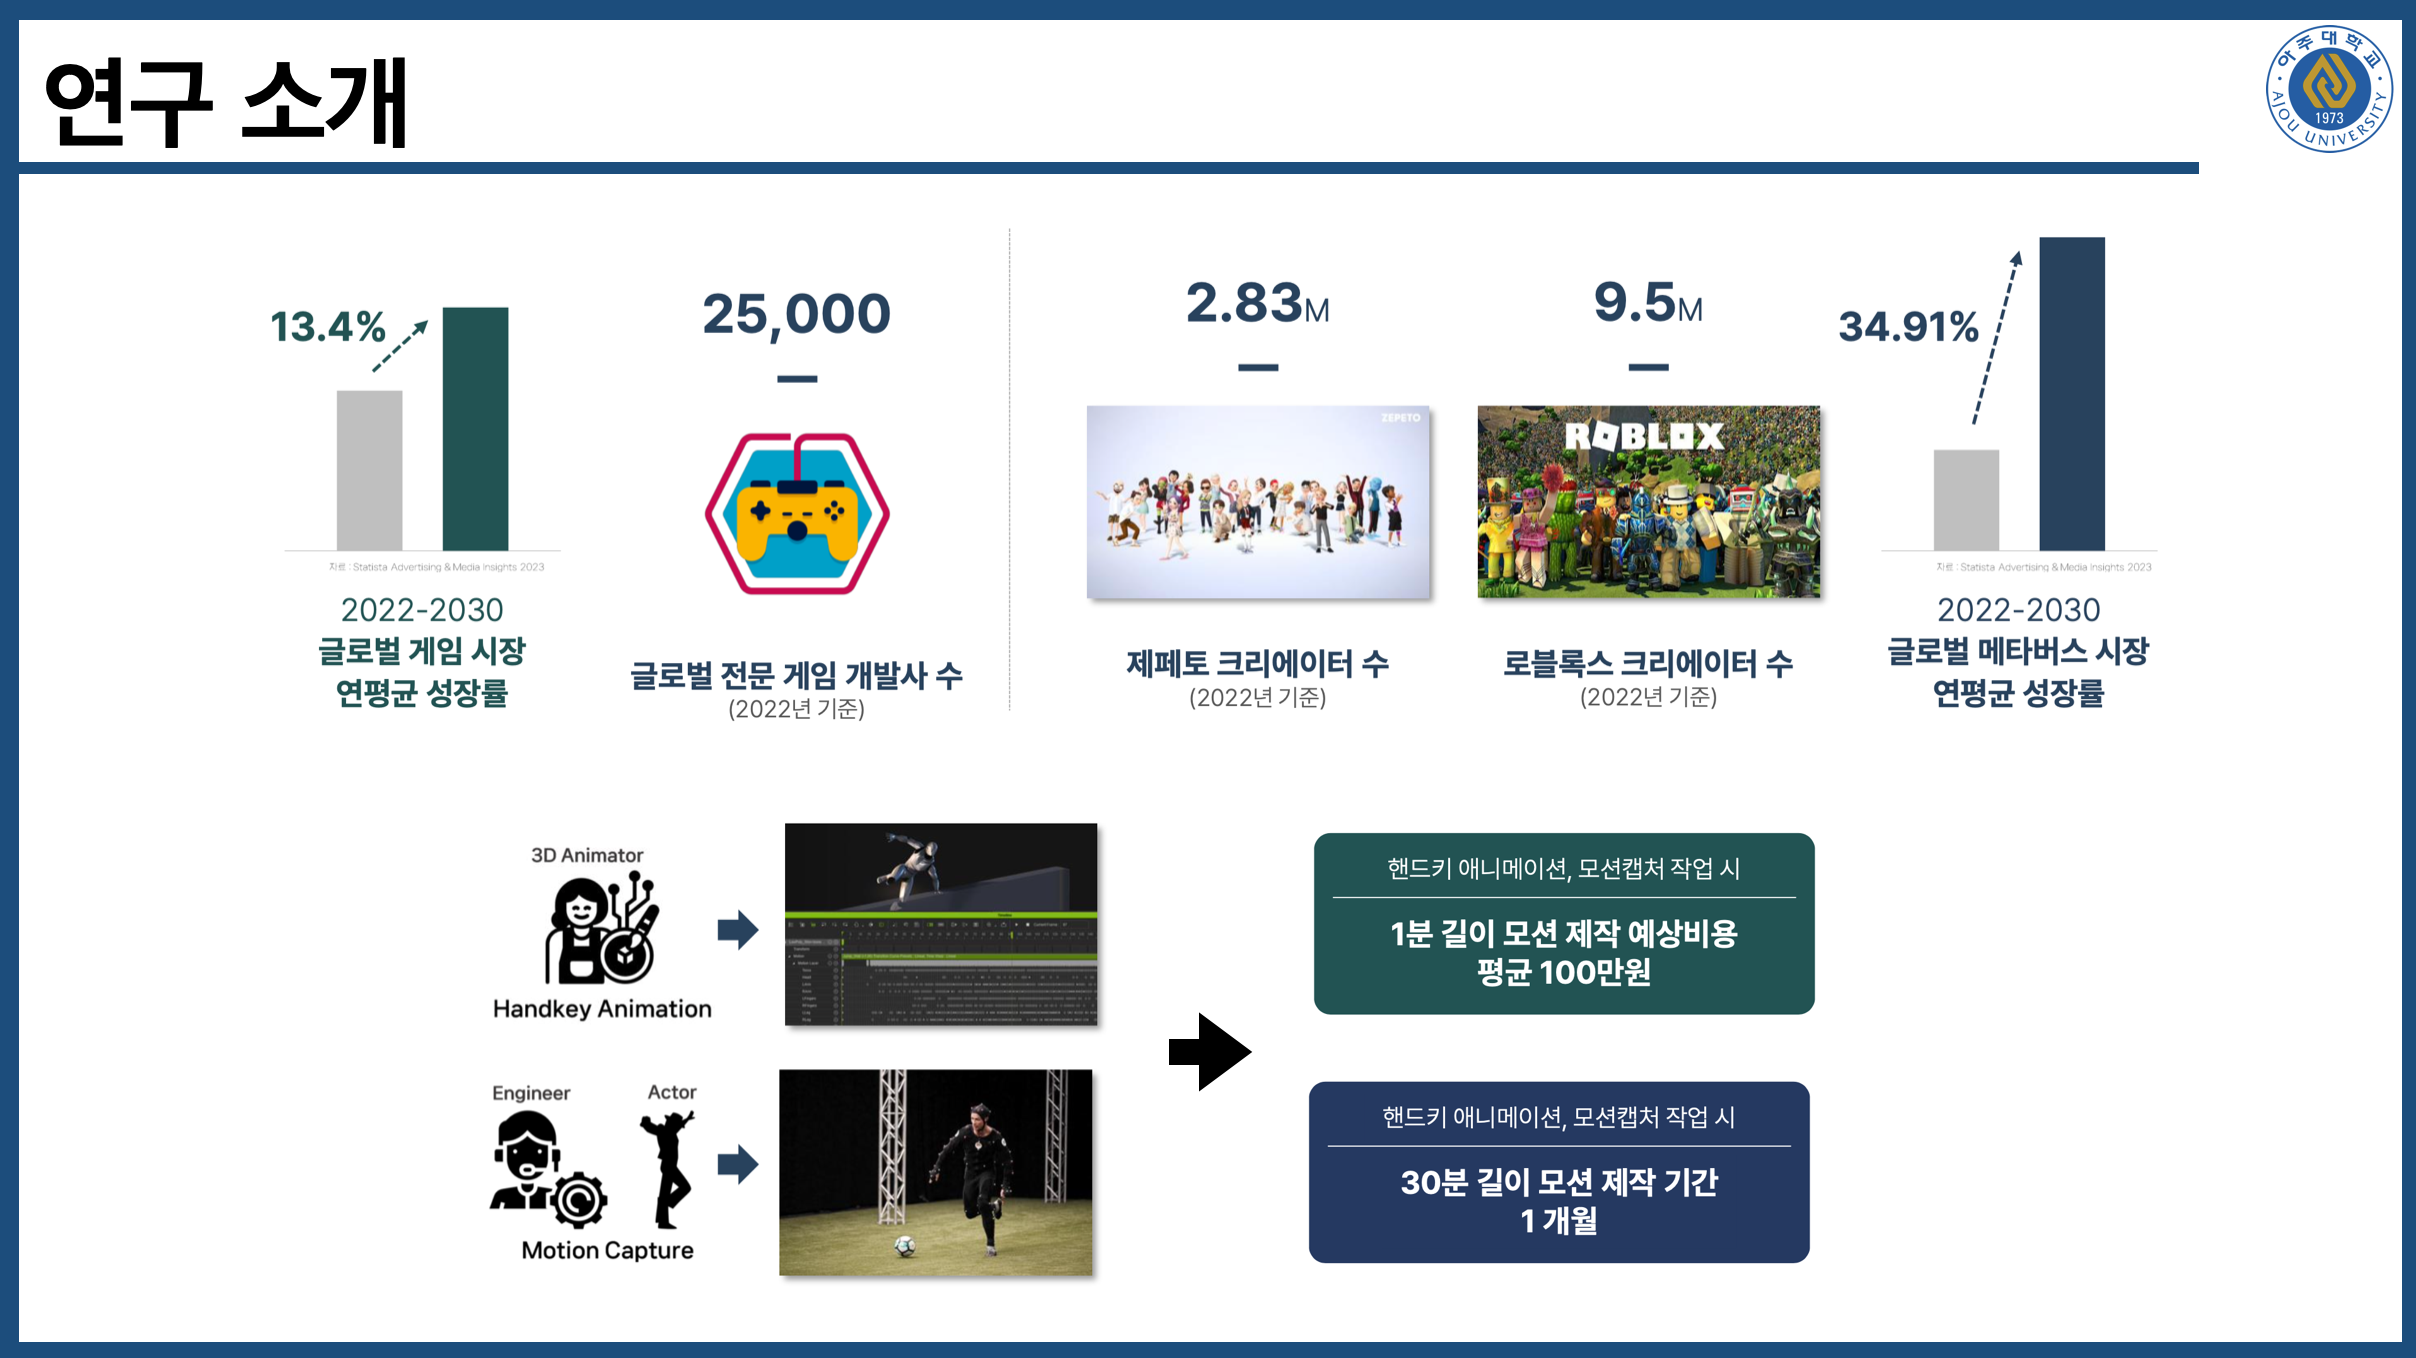 연구 소개
아주대학교
AJOU UNIVERSITY
1973
13.4%
자료 : Statista Advertising & Media Insights 2023
2022-2030
글로벌 게임 시장
연평균 성장률
25,000
글로벌 전문 게임 개발사 수
(2022년 기준)
2.83M
ZEPETO
제페토 크리에이터 수
(2022년 기준)
9.5M
ROBLOX
로블록스 크리에이터 수
(2022년 기준)
34.91%
자료 : Statista Advertising & Media Insights 2023
2022-2030
글로벌 메타버스 시장
연평균 성장률
3D Animator
Handkey Animation
Engineer
Actor
Motion Capture
핸드키 애니메이션, 모션캡처 작업 시
1분 길이 모션 제작 예상비용
평균 100만원
핸드키 애니메이션, 모션캡처 작업 시
30분 길이 모션 제작 기간
1 개월